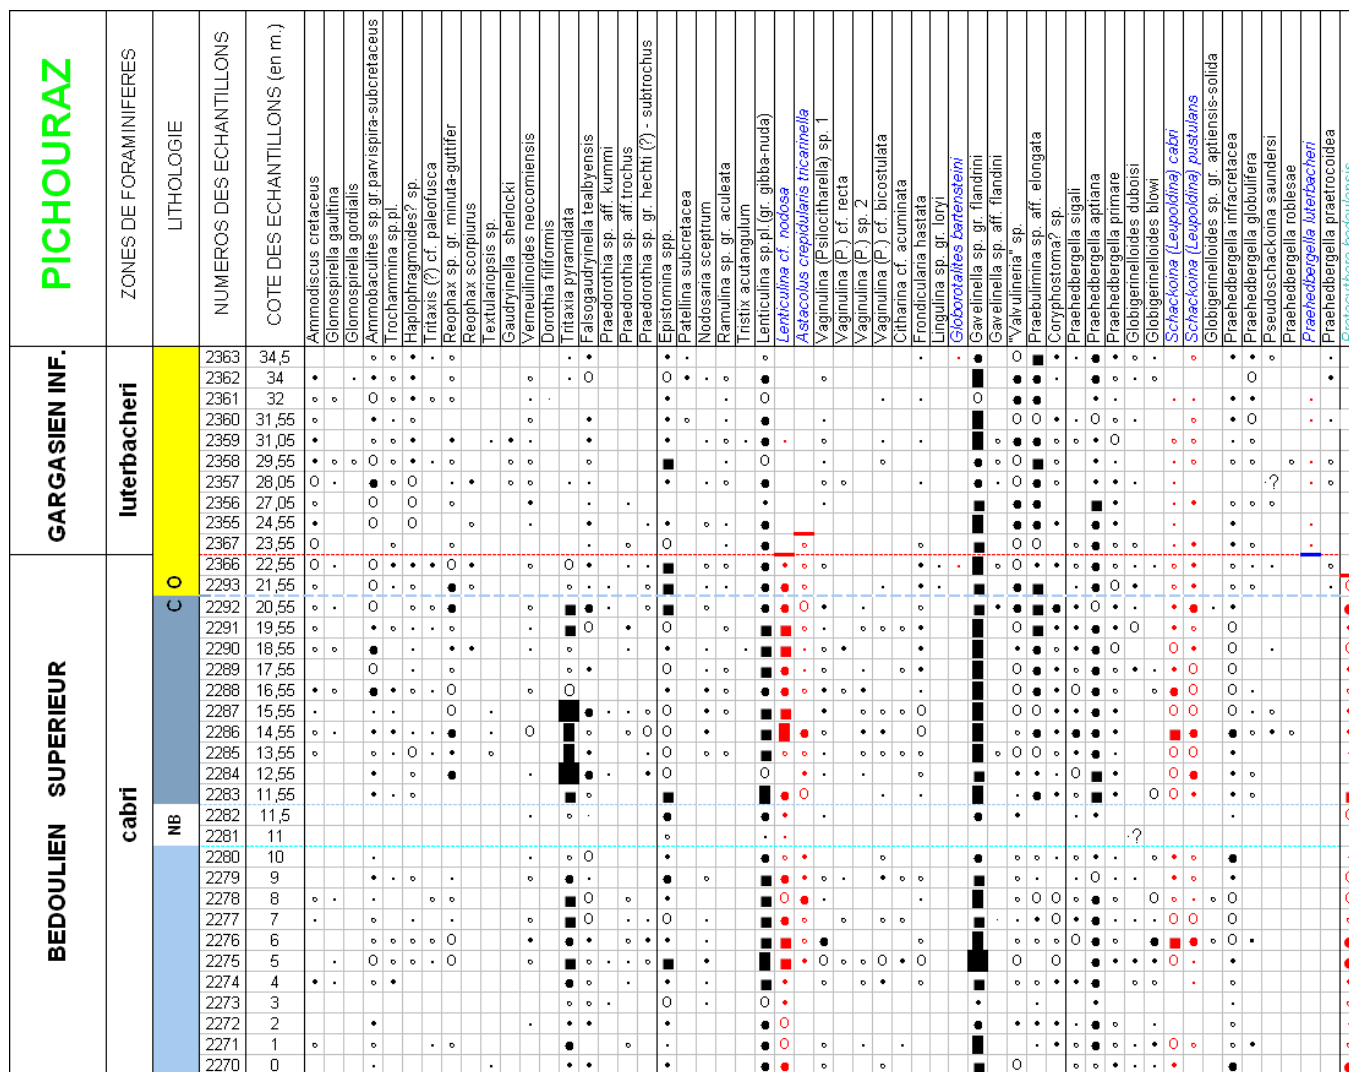 PICHOURAZ
ZONES DE FORAMINIFERES
LITHOLOGIE
NUMEROS DES ECHANTILLONS
COTE DES ECHANTILLONS (en m.)
Ammodiscus cretaceus
Glomospirella gaultina
Glomospirella gordialis
Ammobaculites sp. gr parvispira-subcretaceus
Trochammina sp.pl.
Haplophragmoides? sp.
Tritaxis (?) cf. paleofusca
Reophax sp. gr. minuta-guttifer
Reophax scorpiurus
Textulariopsis sp.
Gaudryinella sherlocki
Verneuilinoides neocomiensis
Dorothia filiformis
Tritaxia pyramidata
Falsogaudryinella tealbyensis
Praedorothia sp. aff. kummi
Praedorothia sp. aff.trochus
Praedorothia sp. gr. hechti (?) - subtrochus
Epistomina spp.
Patellina subcretacea
Nodosaria sceptrum
Ramulina sp. gr. aculeata
Tristix acutangulum
Lenticulina sp pl.(gr. gibba-nuda)
Lenticulina cf. nodosa
Astacolus crepidularis tricarinella
Vaginulina (Psilocitharella) sp. 1
Vaginulina (P.) cf. recta
Vaginulina (P.) sp. 2
Vaginulina (P.) cf. bicostulata
Citharina cf. acuminata
Frondicularia hastata
Lingulina sp. gr. loryi
Globorotalites bartensteini
Gavelinella sp. gr. flandrini
Gavelinella sp. aff. flandini
"Valvulineria" sp.
Praebulimina sp. aff. elongata
Coryphostoma? sp.
Praehedbergella sigali
Praehedbergella aptiana
Praehedbergella primare
Globigerinelloides duboisi
Globigerinelloides blowi
Schackoina (Leupoldina) cabri
Schackoina (Leupoldina) pustulans
Globigerinelloides sp. gr. aptiensis-solida
Praehedbergella infracretacea
Praehedbergella globulifera
Pseudoschackoina saundersi
Praehedbergella roblesae
Praehedbergella luterbacheri
Praehedbergella praetrocoidea
GARGASIEN INF.
luterbacheri
BEDOULIEN SUPERIEUR
cabri
O
C
NB
2363 34,5
2362 34
2361 32
2360 31,55
2359 31,05
2358 29,55
2357 28,05 ?
2356 27,05
2355 24,55
2367 23,55
2366 22,55
2293 21,55
2292 20,55
2291 19,55
2290 18,55
2289 17,55
2288 16,55
2287 15,55
2286 14,55
2285 13,55
2284 12,55
2283 11,55
2282 11,5
2281 11 ?
2280 10
2279 9
2278 8
2277 7
2276 6
2275 5
2274 4
2273 3
2272 2
2271 1
2270 0